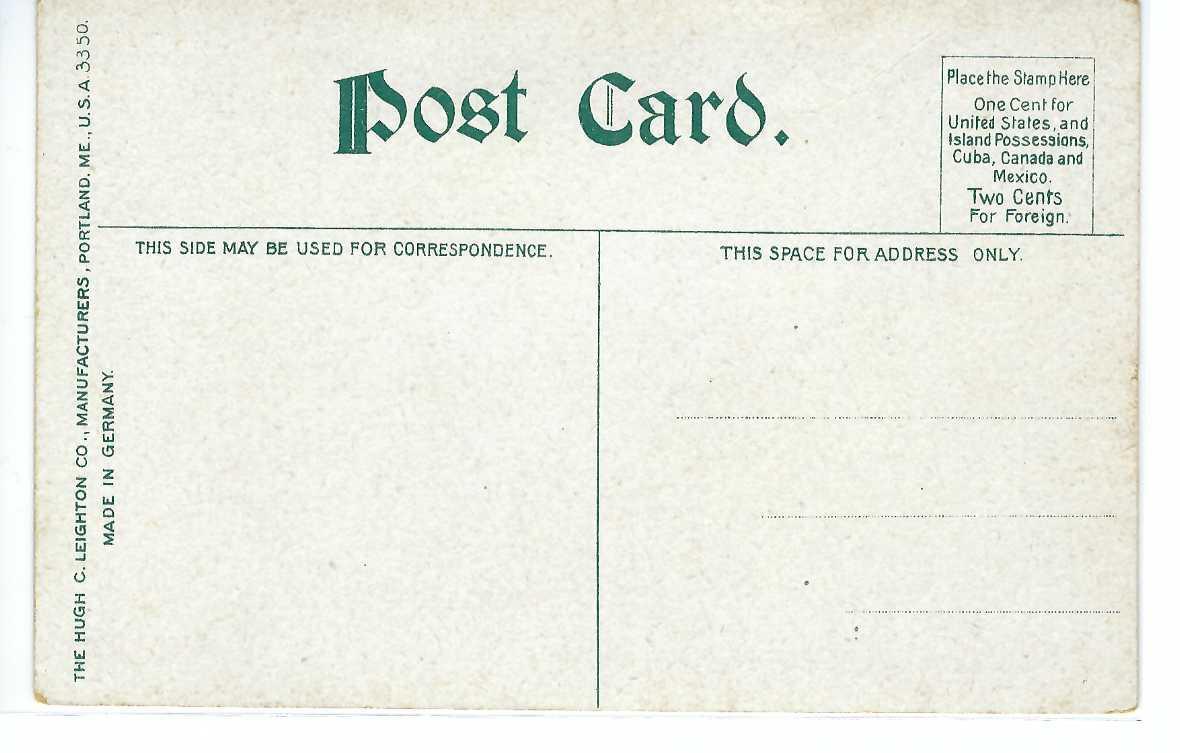 Post Card.
Place the Stamp Here
One Cent for
United States, and
Island Possessions,
Cuba, Canada and
Mexico.
Two Cents
For Foreign.
THIS SIDE MAY BE USED FOR CORRESPONDENCE.
THIS SPACE FOR ADDRESS ONLY.
THE HUGH C. LEIGHTON CO., MANUFACTURERS, PORTLAND, ME., U.S.A. 3350.
MADE IN GERMANY.